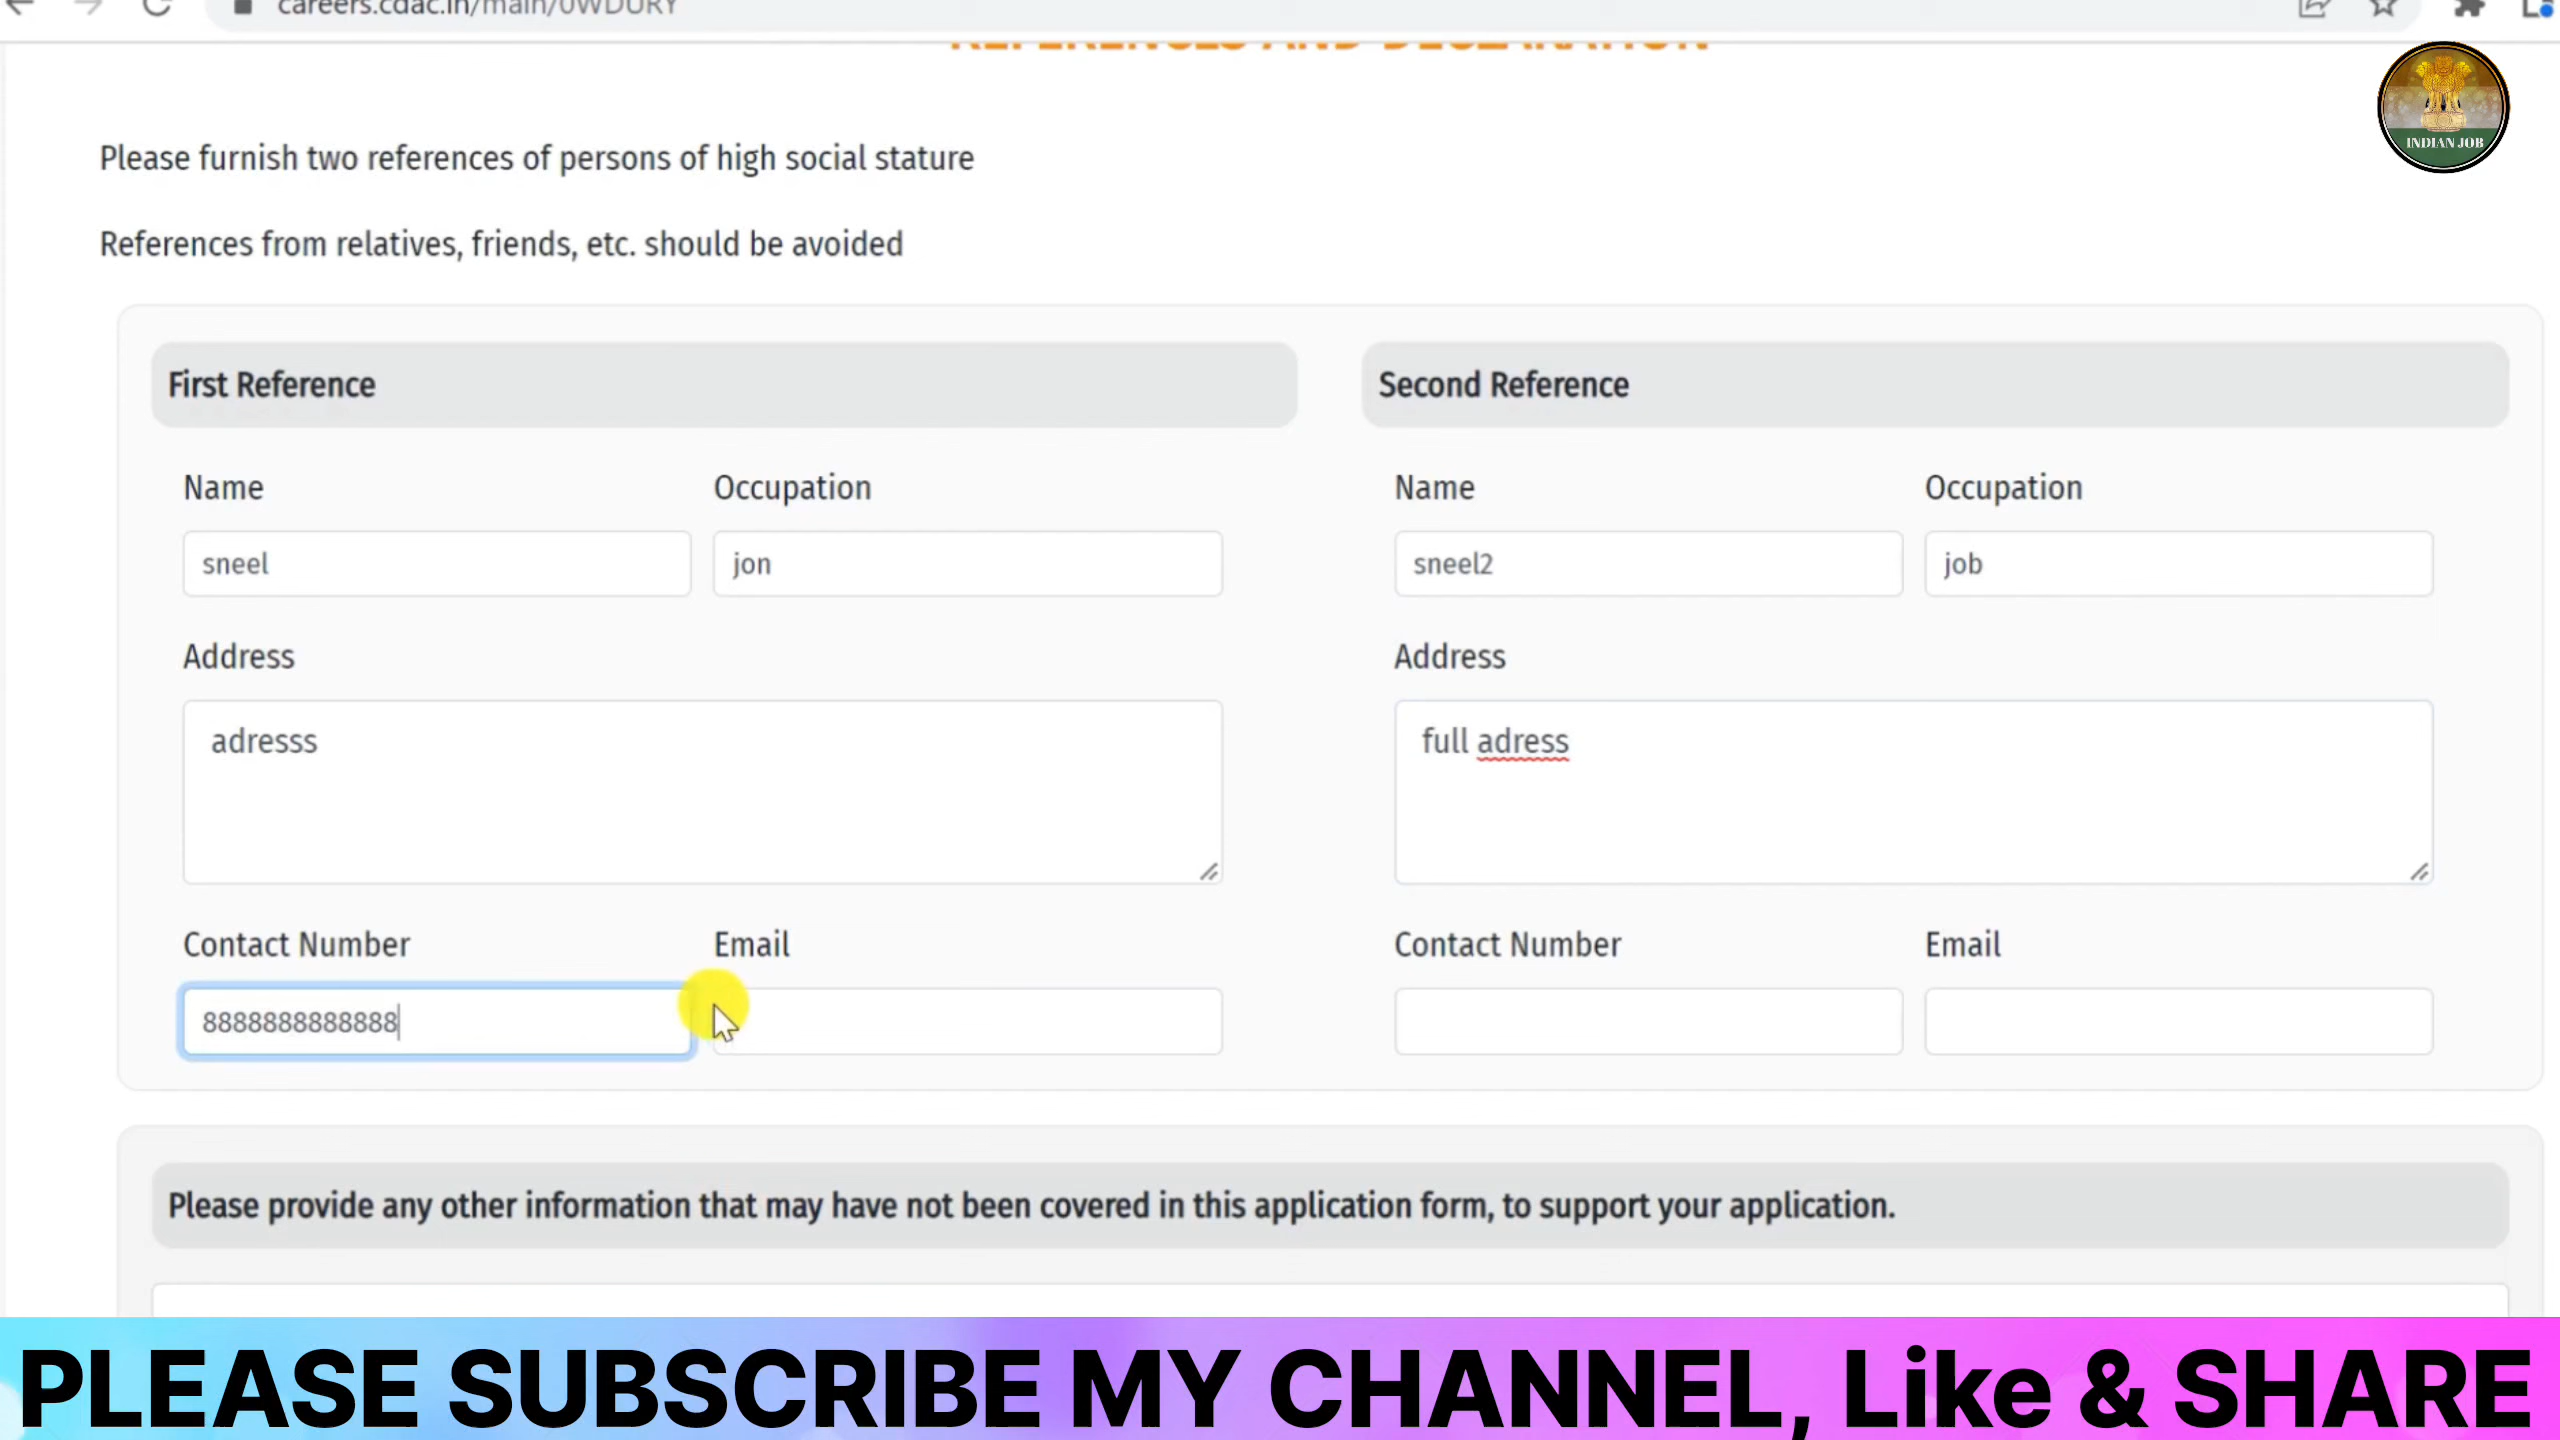 careers.cdac.in/main/0WDURY
REFERENCES AND DECLARATION
INDIAN JOB
Please furnish two references of persons of high social stature
References from relatives, friends, etc. should be avoided
First Reference
Second Reference
Name
Occupation
Name
Occupation
sneel
jon
sneel2
job
Address
Address
adresss
full adress
Contact Number
Email
Contact Number
Email
8888888888888
Please provide any other information that may have not been covered in this application form, to support your application.
PLEASE SUBSCRIBE MY CHANNEL, Like & SHARE